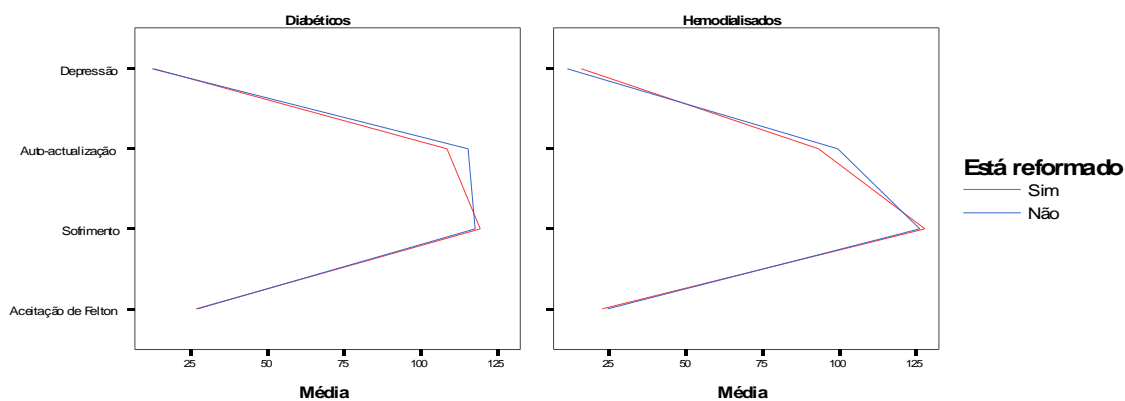 Diabéticos
Hemodialisados
Depressão
Auto-actualização
Sofrimento
Aceitação de Felton
25 50 75 100 125
25 50 75 100 125
Média
Média
Está reformado
Sim
Não